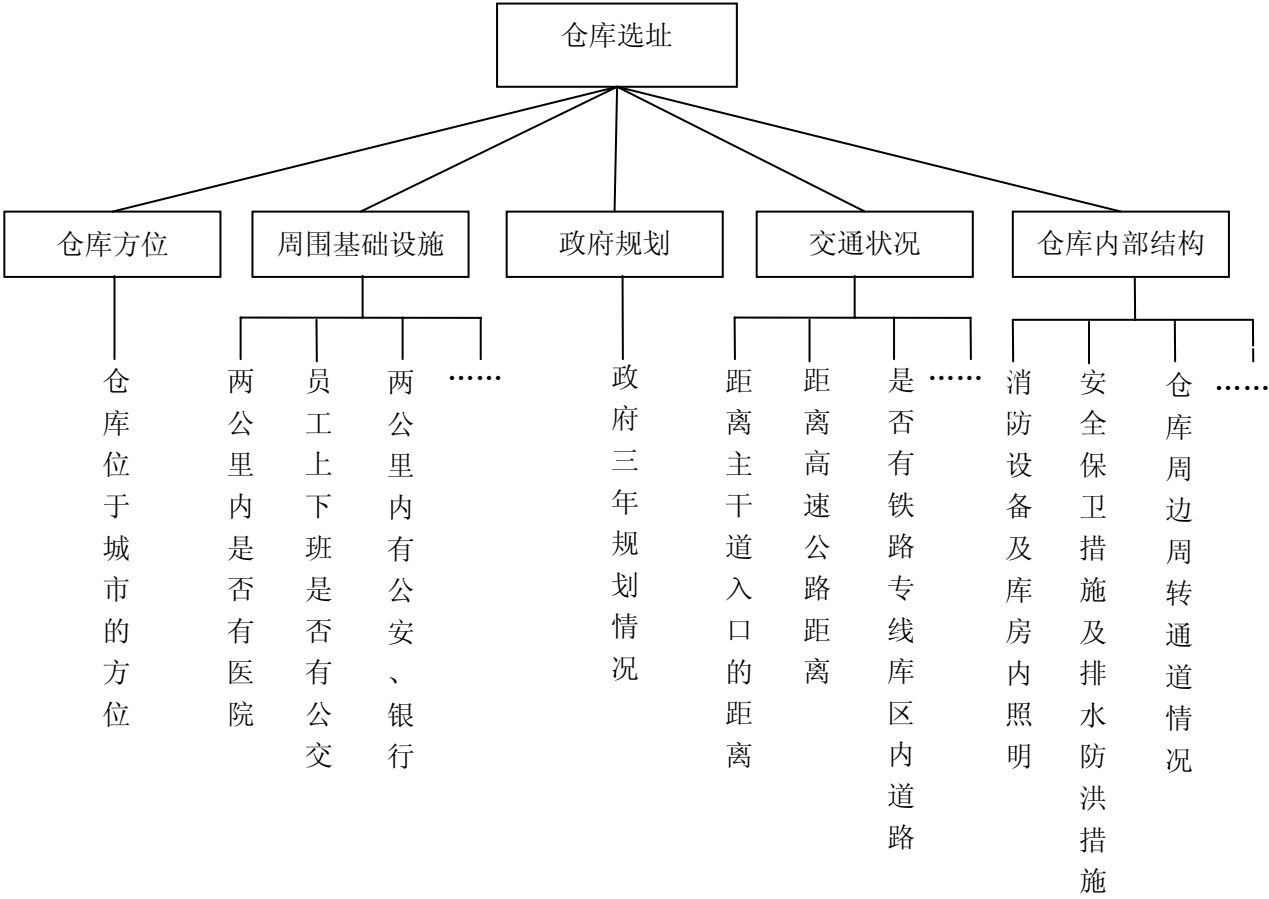 仓库选址
仓库方位
周围基础设施
政府规划
交通状况
仓库内部结构
仓库位于城市的方位
两公里内是否有医院
员工上下班是否有公交
两公里内有公安、银行
……
政府三年规划情况
距离主干道入口的距离
距离高速公路距离
是否有铁路专线库区内道路
……
消防设备及库房内照明
安全保卫措施及排水防洪措施
仓库周边周转通道情况
……